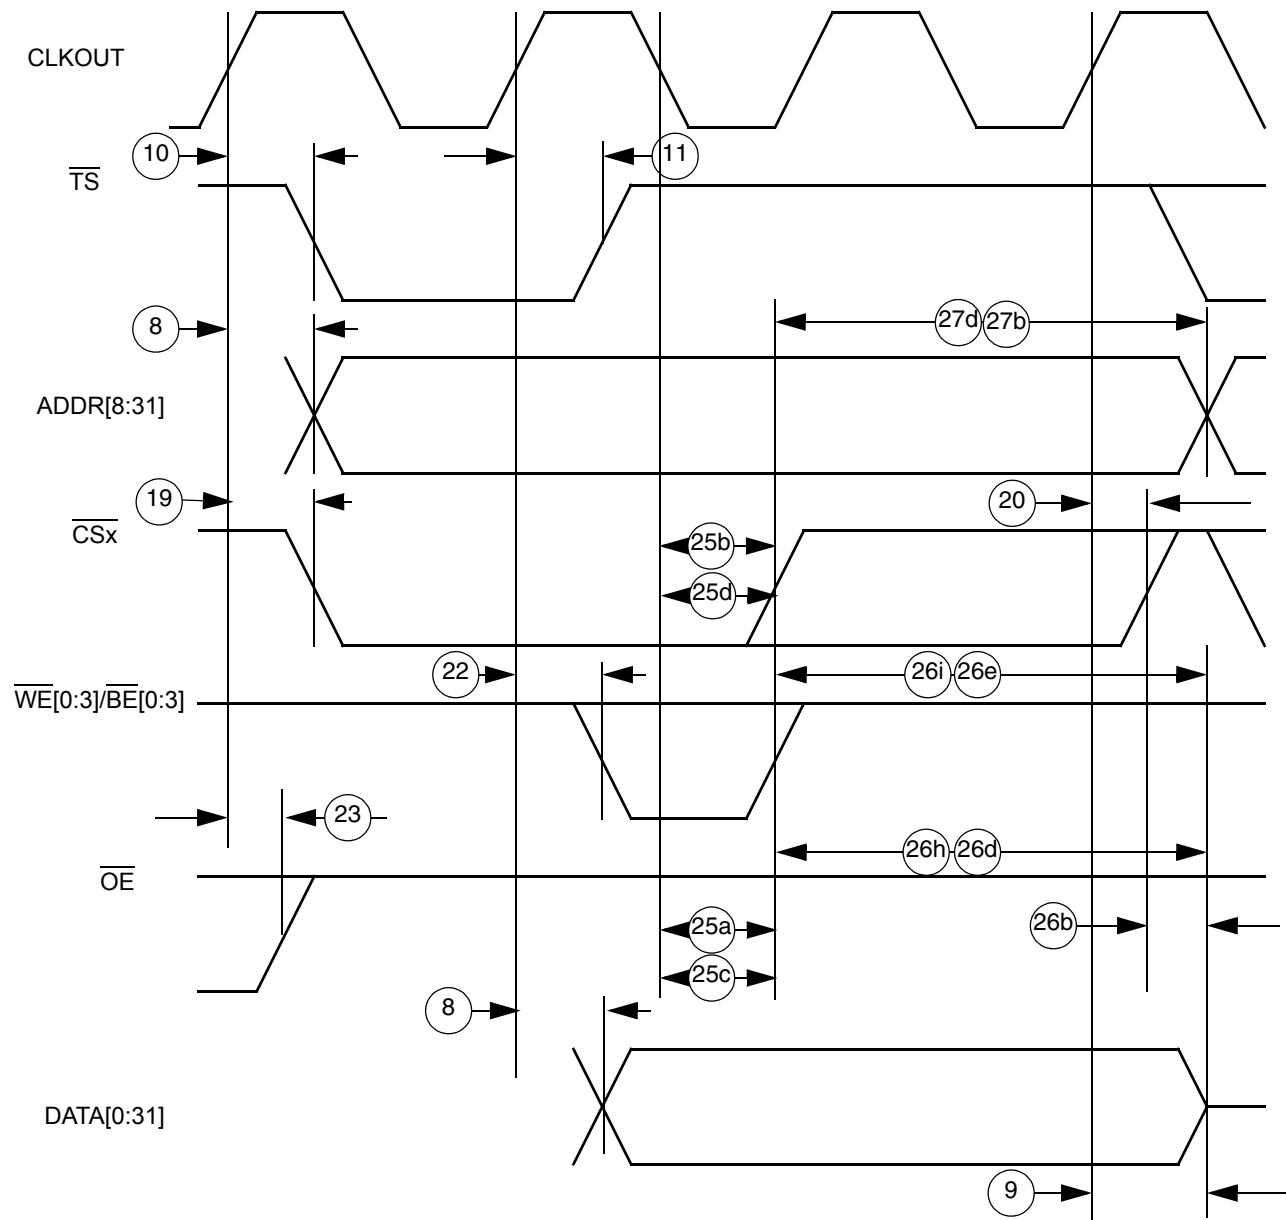 CLKOUT
10
11
TS
8
27d 27b
ADDR[8:31]
19
20
CSx
25b
25d
22
26i 26e
WE[0:3]/BE[0:3]
23
26h 26d
OE
25a
26b
25c
8
DATA[0:31]
9